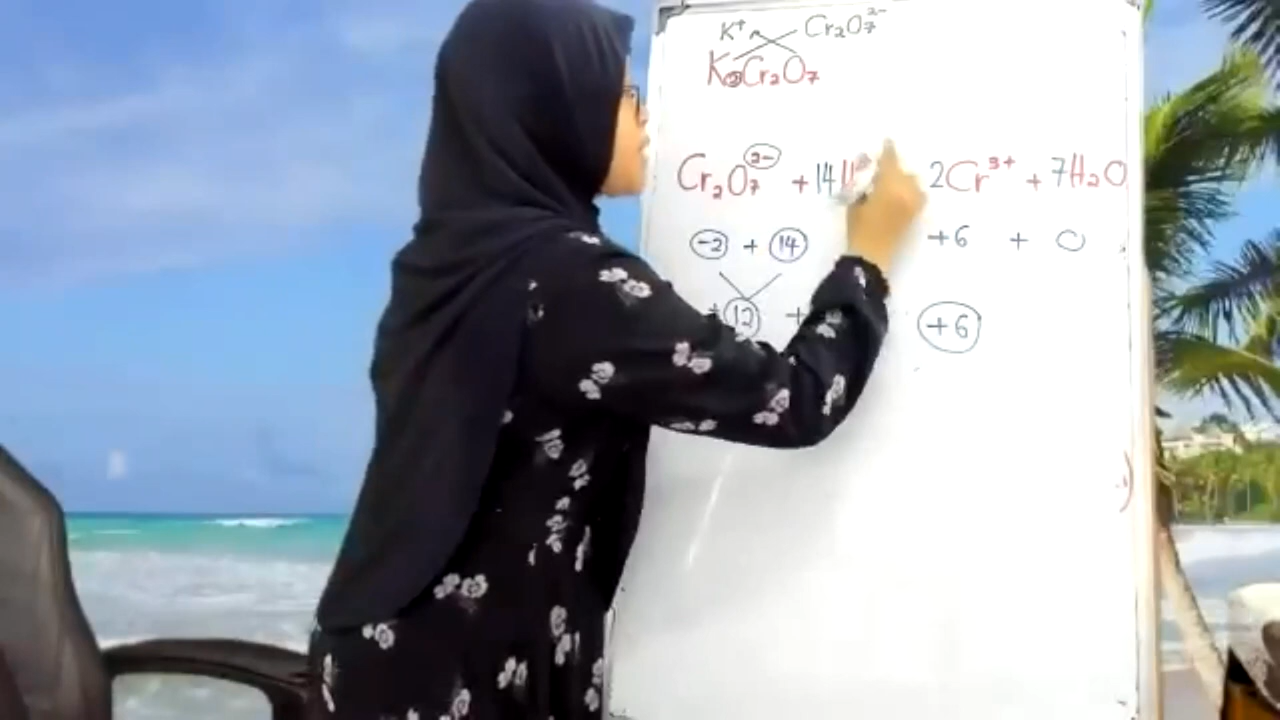 K⁺ Cr₂O₇²⁻
K₂Cr₂O₇
Cr₂O₇²⁻ + 14H 2Cr³⁺ + 7H₂O
-2 + 14 +6 + 0
+12 + +6